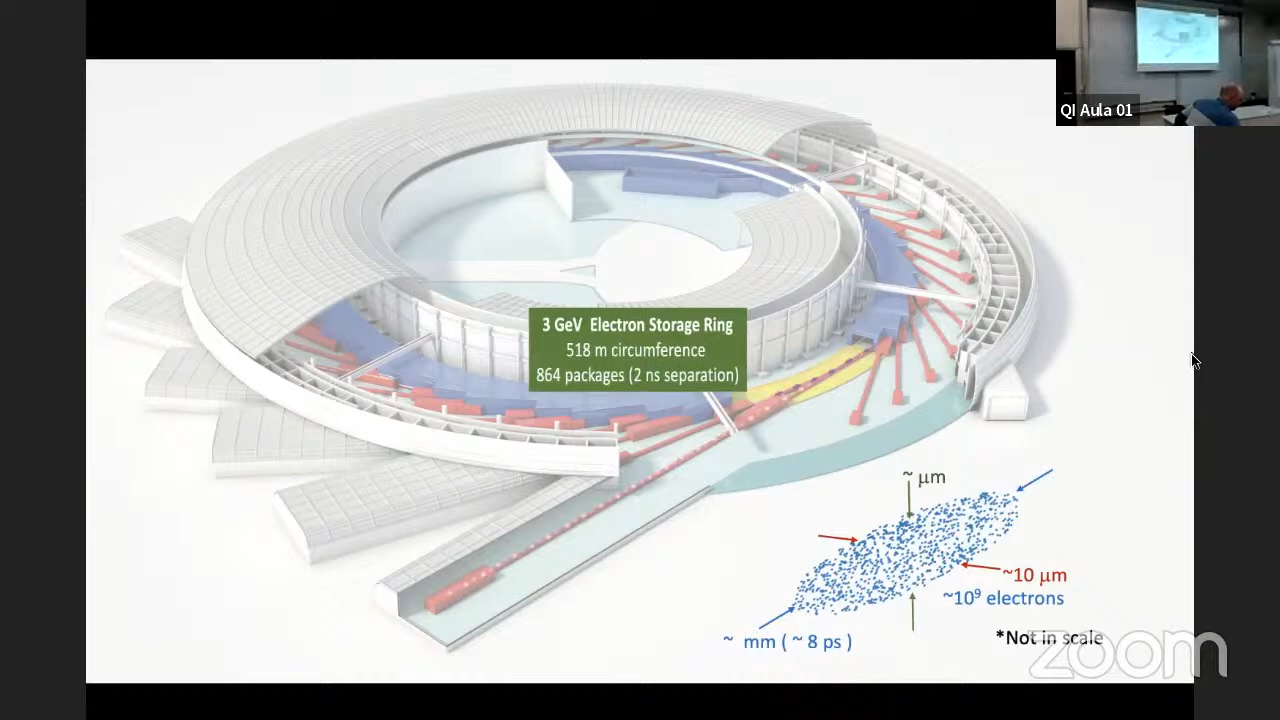 QI Aula 01
3 GeV Electron Storage Ring
518 m circumference
864 packages (2 ns separation)
~ μm
~10 μm
~10⁹ electrons
~ mm ( ~ 8 ps )
*Not in scale
zoom